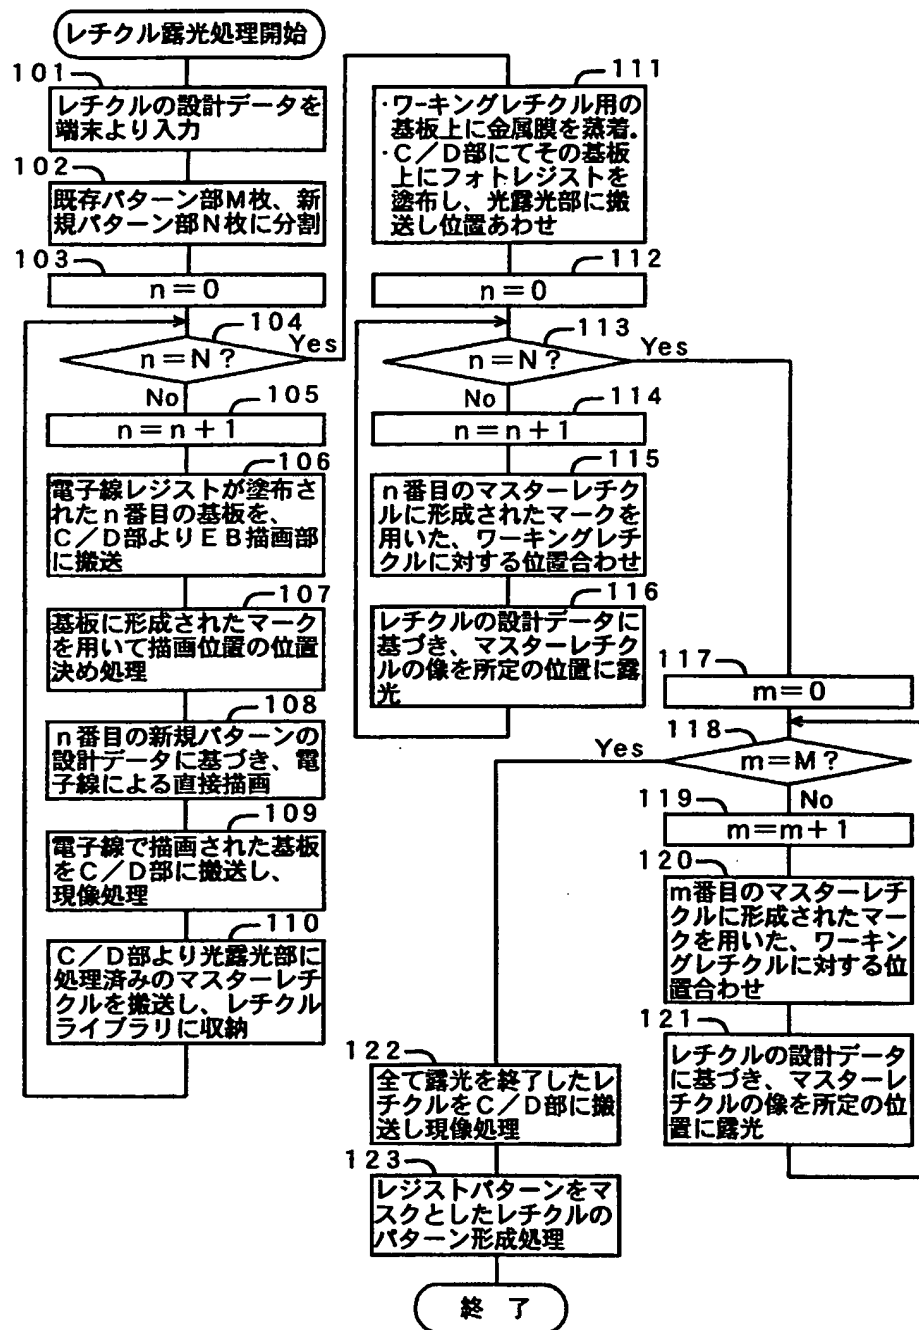 レチクル露光処理開始
101
レチクルの設計データを
端末より入力
102
既存パターン部M枚、新
規パターン部N枚に分割
103
n=0
104
n=N?
Yes
No
105
n=n+1
106
電子線レジストが塗布さ
れたn番目の基板を、
C/D部よりEB描画部
に搬送
107
基板に形成されたマーク
を用いて描画位置の位置
決め処理
108
n番目の新規パターンの
設計データに基づき、電
子線による直接描画
109
電子線で描画された基板
をC/D部に搬送し、
現像処理
110
C/D部より光露光部に
処理済みのマスターレチ
クルを搬送し、レチクル
ライブラリに収納
111
・ワーキングレチクル用の
基板上に金属膜を蒸着.
・C/D部にてその基板
上にフォトレジストを
塗布し、光露光部に搬
送し位置あわせ
112
n=0
113
n=N?
Yes
No
114
n=n+1
115
n番目のマスターレチク
ルに形成されたマークを
用いた、ワーキングレチ
クルに対する位置合わせ
116
レチクルの設計データに
基づき、マスターレチク
ルの像を所定の位置に露
光
117
m=0
118
m=M?
Yes
No
119
m=m+1
120
m番目のマスターレチ
クルに形成されたマー
クを用いた、ワーキン
グレチクルに対する位
置合わせ
121
レチクルの設計データ
に基づき、マスターレ
チクルの像を所定の位
置に露光
122
全て露光を終了したレ
チクルをC/D部に搬
送し現像処理
123
レジストパターンをマ
スクとしたレチクルの
パターン形成処理
終了